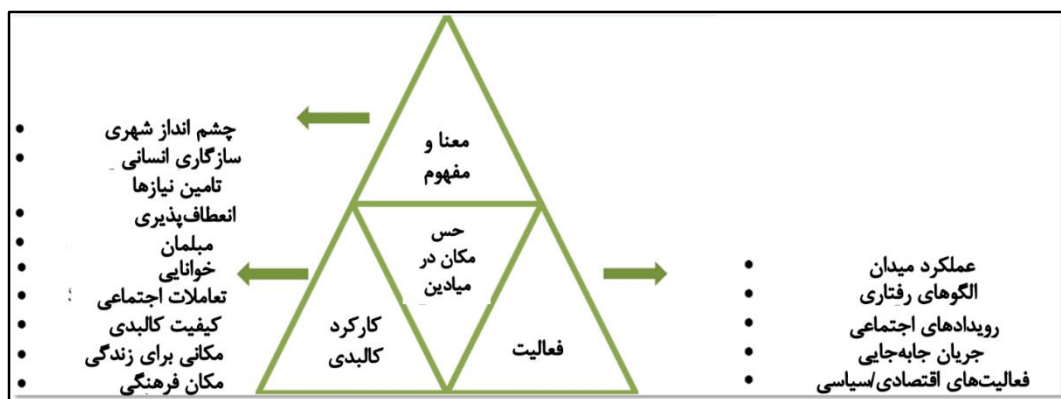 معنا و
مفهوم
حس
مکان در
میادین
کارکرد
کالبدی
فعالیت
• چشم انداز شهری
• سازگاری انسانی
تامین نیازها
• انعطاف‌پذیری
• مبلمان
• خوانایی
• تعاملات اجتماعی
• کیفیت کالبدی
• مکانی برای زندگی
• مکان فرهنگی
• عملکرد میدان
• الگوهای رفتاری
• رویدادهای اجتماعی
• جریان جابه‌جایی
• فعالیت‌های اقتصادی/سیاسی